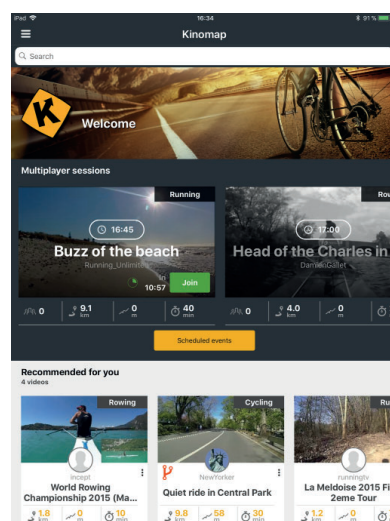 iPad 16:34 91 %
Kinomap
Search
Welcome
Multiplayer sessions
Running
16:45
Buzz of the beach
Running_Unlimited
in
10:57
Join
0 9.1 km 0 m 40 min
17:00
Head of the Charles in
DamienGallet
0 4.0 km 0 m
Scheduled events
Recommended for you
4 videos
Rowing
incept
World Rowing
Championship 2015 (Ma...
1.8 km 0 m 10 min
Cycling
NewYorker
Quiet ride in Central Park
9.8 km 58 m 30 min
Ru
runningtv
La Meldoise 2015 Fi
2eme Tour
1.2 km 0 m